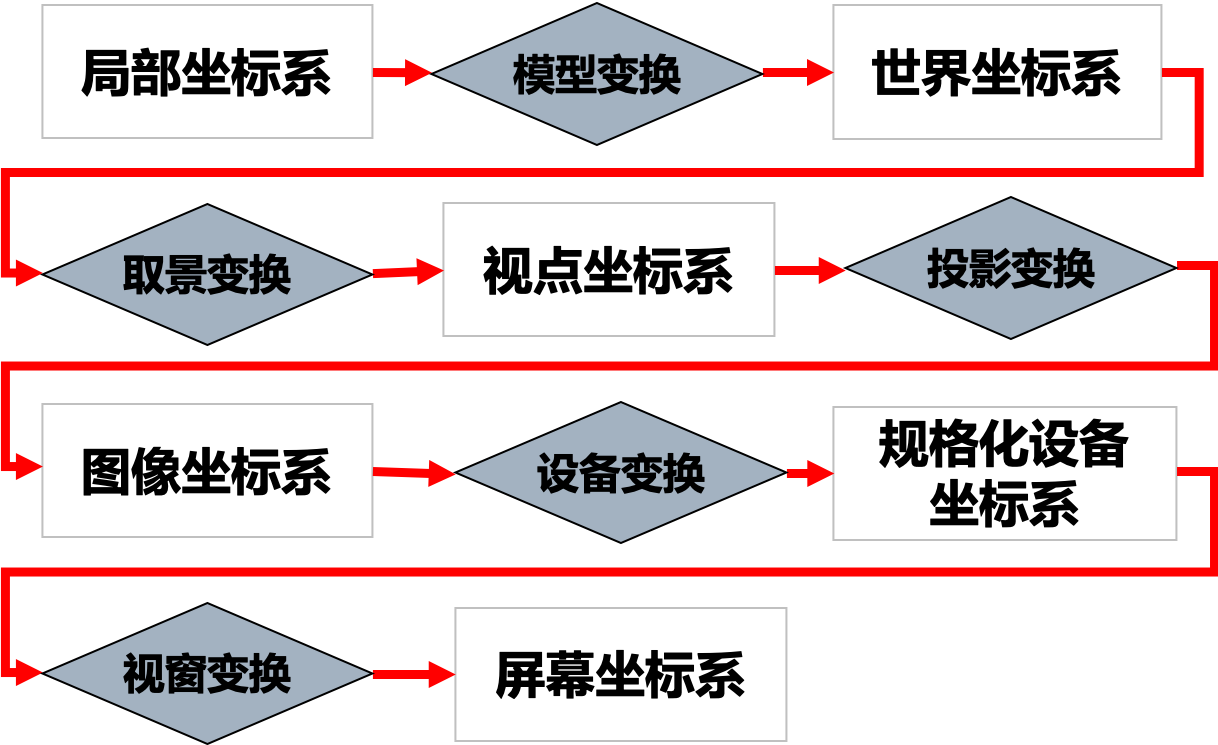 局部坐标系
模型变换
世界坐标系
取景变换
视点坐标系
投影变换
图像坐标系
设备变换
规格化设备
坐标系
视窗变换
屏幕坐标系